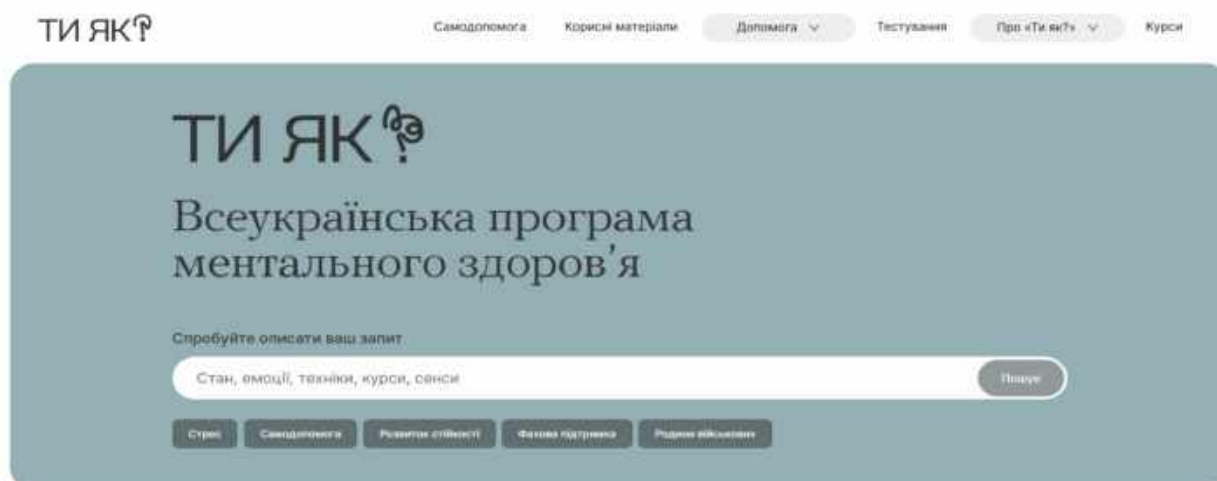 ТИ ЯК?
Самодопомога Корисні матеріали Допомога Тестування Про «Ти як?» Курси
ТИ ЯК?
Всеукраїнська програма
ментального здоров’я
Спробуйте описати ваш запит
Стан, емоції, техніки, курси, сенси
Пошук
Стрес Самодопомога Розвиток стійкості Фахова підтримка Родини військових